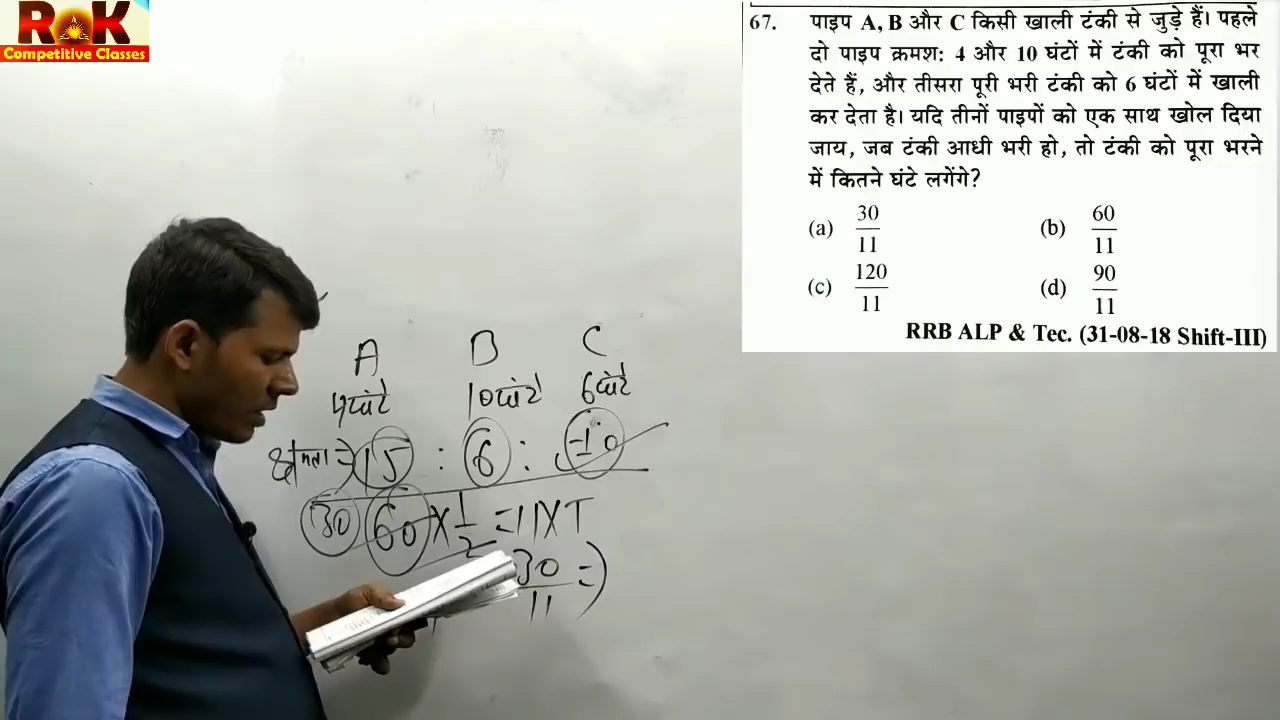 ROK
Competitive Classes
67. पाइप A, B और C किसी खाली टंकी से जुड़े हैं। पहले
दो पाइप क्रमश: 4 और 10 घंटों में टंकी को पूरा भर
देते हैं, और तीसरा पूरी भरी टंकी को 6 घंटों में खाली
कर देता है। यदि तीनों पाइपों को एक साथ खोल दिया
जाय, जब टंकी आधी भरी हो, तो टंकी को पूरा भरने
में कितने घंटे लगेंगे?
(a) 30/11 (b) 60/11
(c) 120/11 (d) 90/11
RRB ALP & Tec. (31-08-18 Shift-III)
A B C
4घंटे 10घंटे 6घंटे
क्षमता ⇒ 15 : 6 : -10
30 60 × 1/2 = 11×T
30/11 ⇒